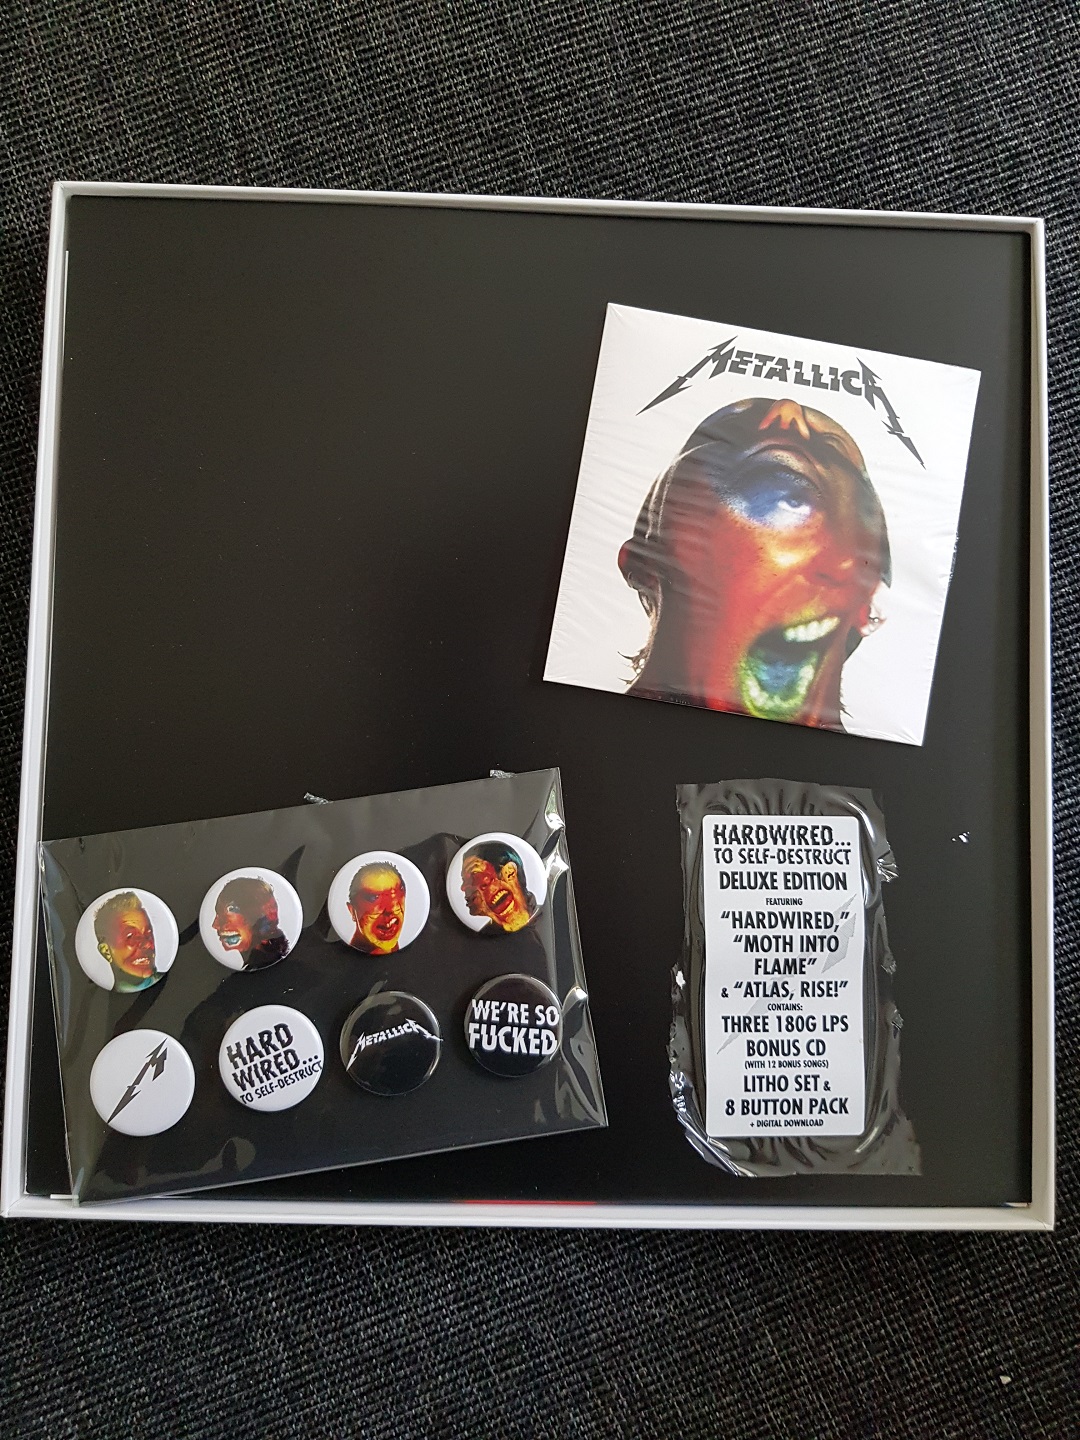 METALLICA
HARD
WIRED...
TO SELF-DESTRUCT
METALLICA
WE'RE SO
FUCKED
HARDWIRED...
TO SELF-DESTRUCT
DELUXE EDITION
FEATURING
"HARDWIRED,"
"MOTH INTO
FLAME"
& "ATLAS, RISE!"
CONTAINS:
THREE 180G LPS
BONUS CD
(WITH 12 BONUS SONGS)
LITHO SET &
8 BUTTON PACK
+ DIGITAL DOWNLOAD